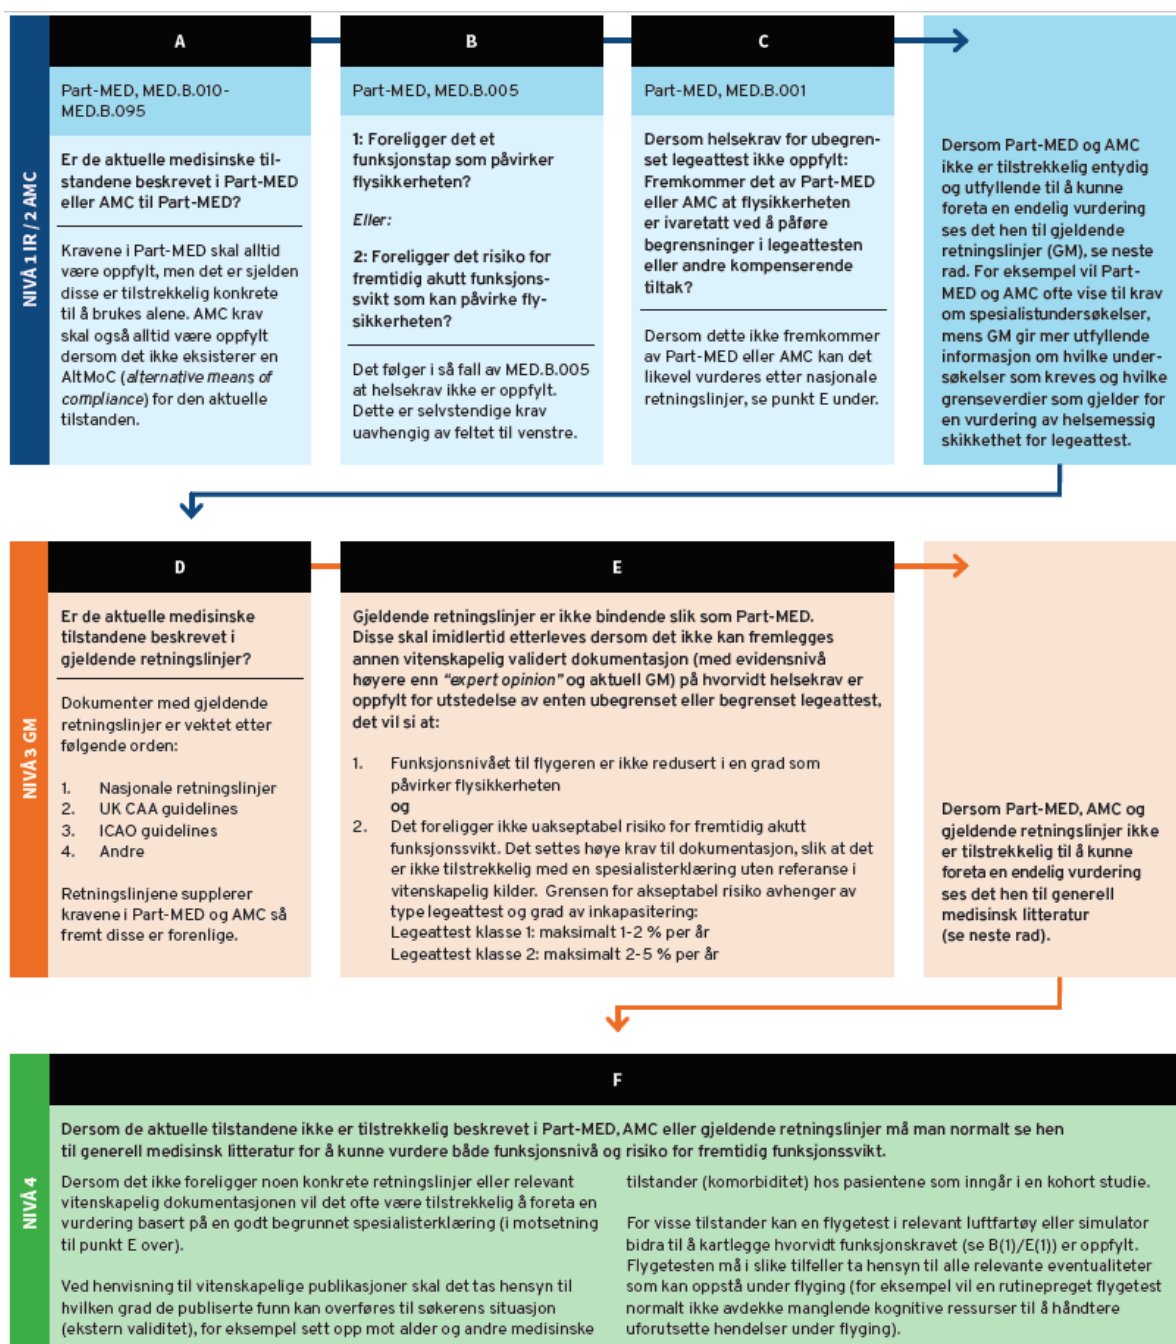 NIVÅ 1 IR / 2 AMC
A
Part-MED, MED.B.010-
MED.B.095
Er de aktuelle medisinske til-
standene beskrevet i Part-MED
eller AMC til Part-MED?
Kravene i Part-MED skal alltid
være oppfylt, men det er sjelden
disse er tilstrekkelig konkrete
til å brukes alene. AMC krav
skal også alltid være oppfylt
dersom det ikke eksisterer en
AltMoC (alternative means of
compliance) for den aktuelle
tilstanden.
B
Part-MED, MED.B.005
1: Foreligger det et
funksjonstap som påvirker
flysikkerheten?
Eller:
2: Foreligger det risiko for
fremtidig akutt funksjons-
svikt som kan påvirke fly-
sikkerheten?
Det følger i så fall av MED.B.005
at helsekrav ikke er oppfylt.
Dette er selvstendige krav
uavhengig av feltet til venstre.
C
Part-MED, MED.B.001
Dersom helsekrav for ubegren-
set legeattest ikke oppfylt:
Fremkommer det av Part-MED
eller AMC at flysikkerheten
er ivaretatt ved å påføre
begrensninger i legeattesten
eller andre kompenserende
tiltak?
Dersom dette ikke fremkommer
av Part-MED eller AMC kan det
likevel vurderes etter nasjonale
retningslinjer, se punkt E under.
Dersom Part-MED og AMC
ikke er tilstrekkelig entydig
og utfyllende til å kunne
foreta en endelig vurdering
ses det hen til gjeldende
retningslinjer (GM), se neste
rad. For eksempel vil Part-
MED og AMC ofte vise til krav
om spesialistundersøkelser,
mens GM gir mer utfyllende
informasjon om hvilke under-
søkelser som kreves og hvilke
grenseverdier som gjelder for
en vurdering av helsemessig
skikkethet for legeattest.
NIVÅ 3 GM
D
Er de aktuelle medisinske
tilstandene beskrevet i
gjeldende retningslinjer?
Dokumenter med gjeldende
retningslinjer er vektet etter
følgende orden:
1. Nasjonale retningslinjer
2. UK CAA guidelines
3. ICAO guidelines
4. Andre
Retningslinjene supplerer
kravene i Part-MED og AMC så
fremt disse er forenlige.
E
Gjeldende retningslinjer er ikke bindende slik som Part-MED.
Disse skal imidlertid etterleves dersom det ikke kan fremlegges
annen vitenskapelig validert dokumentasjon (med evidensnivå
høyere enn "expert opinion" og aktuell GM) på hvorvidt helsekrav er
oppfylt for utstedelse av enten ubegrenset eller begrenset legeattest,
det vil si at:
1. Funksjonsnivået til flygeren er ikke redusert i en grad som
påvirker flysikkerheten
og
2. Det foreligger ikke uakseptabel risiko for fremtidig akutt
funksjonssvikt. Det settes høye krav til dokumentasjon, slik at det
er ikke tilstrekkelig med en spesialisterklæring uten referanse i
vitenskapelig kilder. Grensen for akseptabel risiko avhenger av
type legeattest og grad av inkapasitering:
Legeattest klasse 1: maksimalt 1-2 % per år
Legeattest klasse 2: maksimalt 2-5 % per år
Dersom Part-MED, AMC og
gjeldende retningslinjer ikke
er tilstrekkelig til å kunne
foreta en endelig vurdering
ses det hen til generell
medisinsk litteratur
(se neste rad).
NIVÅ 4
F
Dersom de aktuelle tilstandene ikke er tilstrekkelig beskrevet i Part-MED, AMC eller gjeldende retningslinjer må man normalt se hen
til generell medisinsk litteratur for å kunne vurdere både funksjonsnivå og risiko for fremtidig funksjonssvikt.
Dersom det ikke foreligger noen konkrete retningslinjer eller relevant
vitenskapelig dokumentasjonen vil det ofte være tilstrekkelig å foreta en
vurdering basert på en godt begrunnet spesialisterklæring (i motsetning
til punkt E over).
Ved henvisning til vitenskapelige publikasjoner skal det tas hensyn til
hvilken grad de publiserte funn kan overføres til søkerens situasjon
(ekstern validitet), for eksempel sett opp mot alder og andre medisinske
tilstander (komorbiditet) hos pasientene som inngår i en kohort studie.
For visse tilstander kan en flygetest i relevant luftfartøy eller simulator
bidra til å kartlegge hvorvidt funksjonskravet (se B(1)/E(1)) er oppfylt.
Flygetesten må i slike tilfeller ta hensyn til alle relevante eventualiteter
som kan oppstå under flyging (for eksempel vil en rutinepreget flygetest
normalt ikke avdekke manglende kognitive ressurser til å håndtere
uforutsette hendelser under flyging).